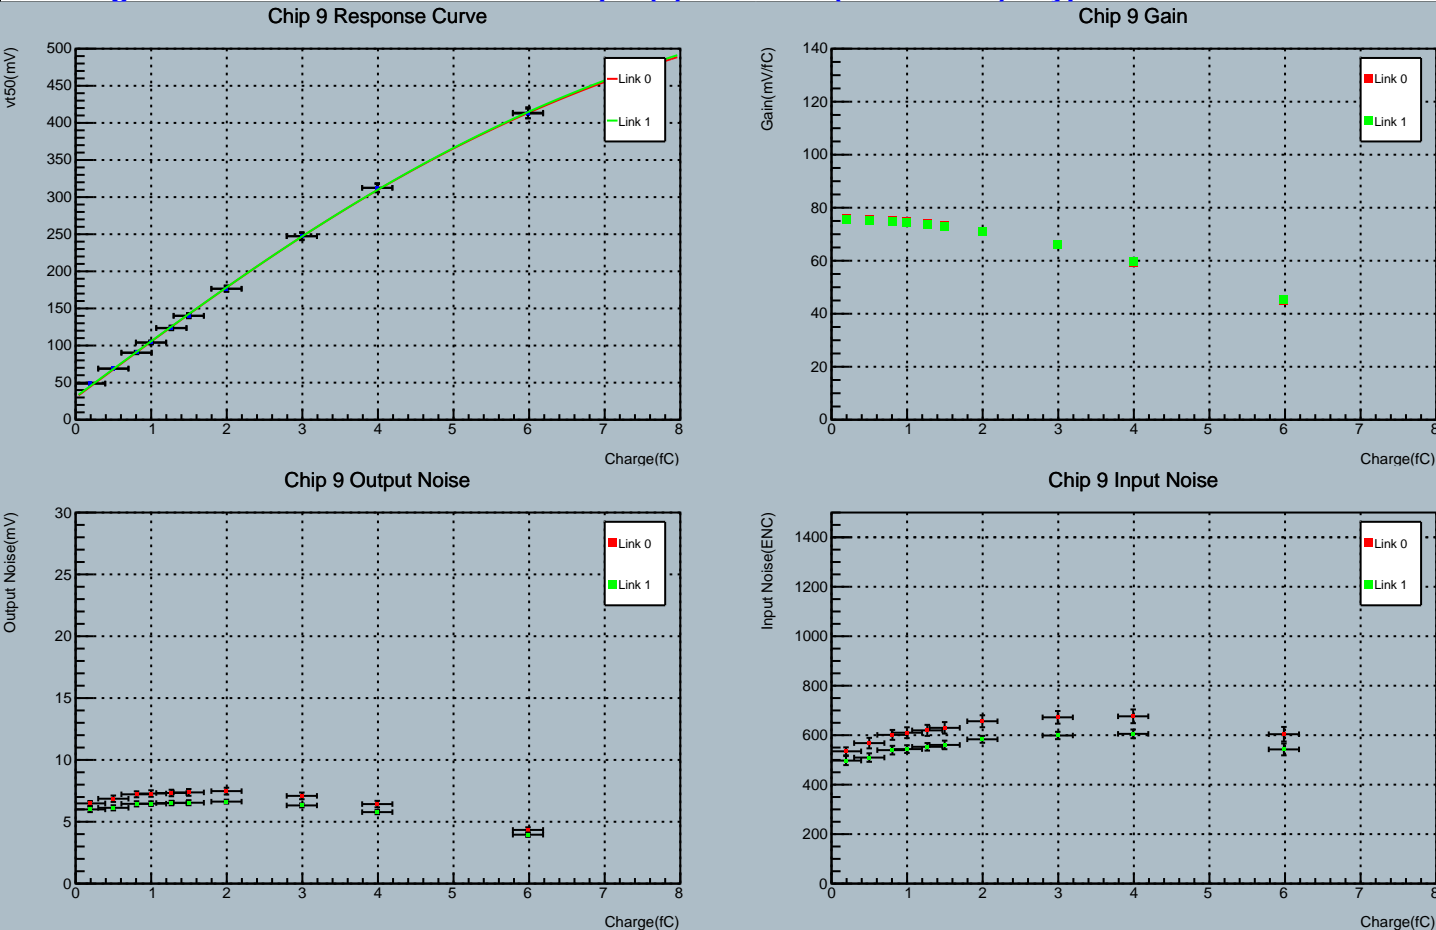 Chip 9 Response Curve
vt50(mV)
500
450
400
350
300
250
200
150
100
50
0
0 1 2 3 4 5 6 7 8
Charge(fC)
Link 0
Link 1
Chip 9 Gain
Gain(mV/fC)
140
120
100
80
60
40
20
0
0 1 2 3 4 5 6 7 8
Charge(fC)
Link 0
Link 1
Chip 9 Output Noise
Output Noise(mV)
30
25
20
15
10
5
0
0 1 2 3 4 5 6 7 8
Charge(fC)
Link 0
Link 1
Chip 9 Input Noise
Input Noise(ENC)
1400
1200
1000
800
600
400
200
0
0 1 2 3 4 5 6 7 8
Charge(fC)
Link 0
Link 1